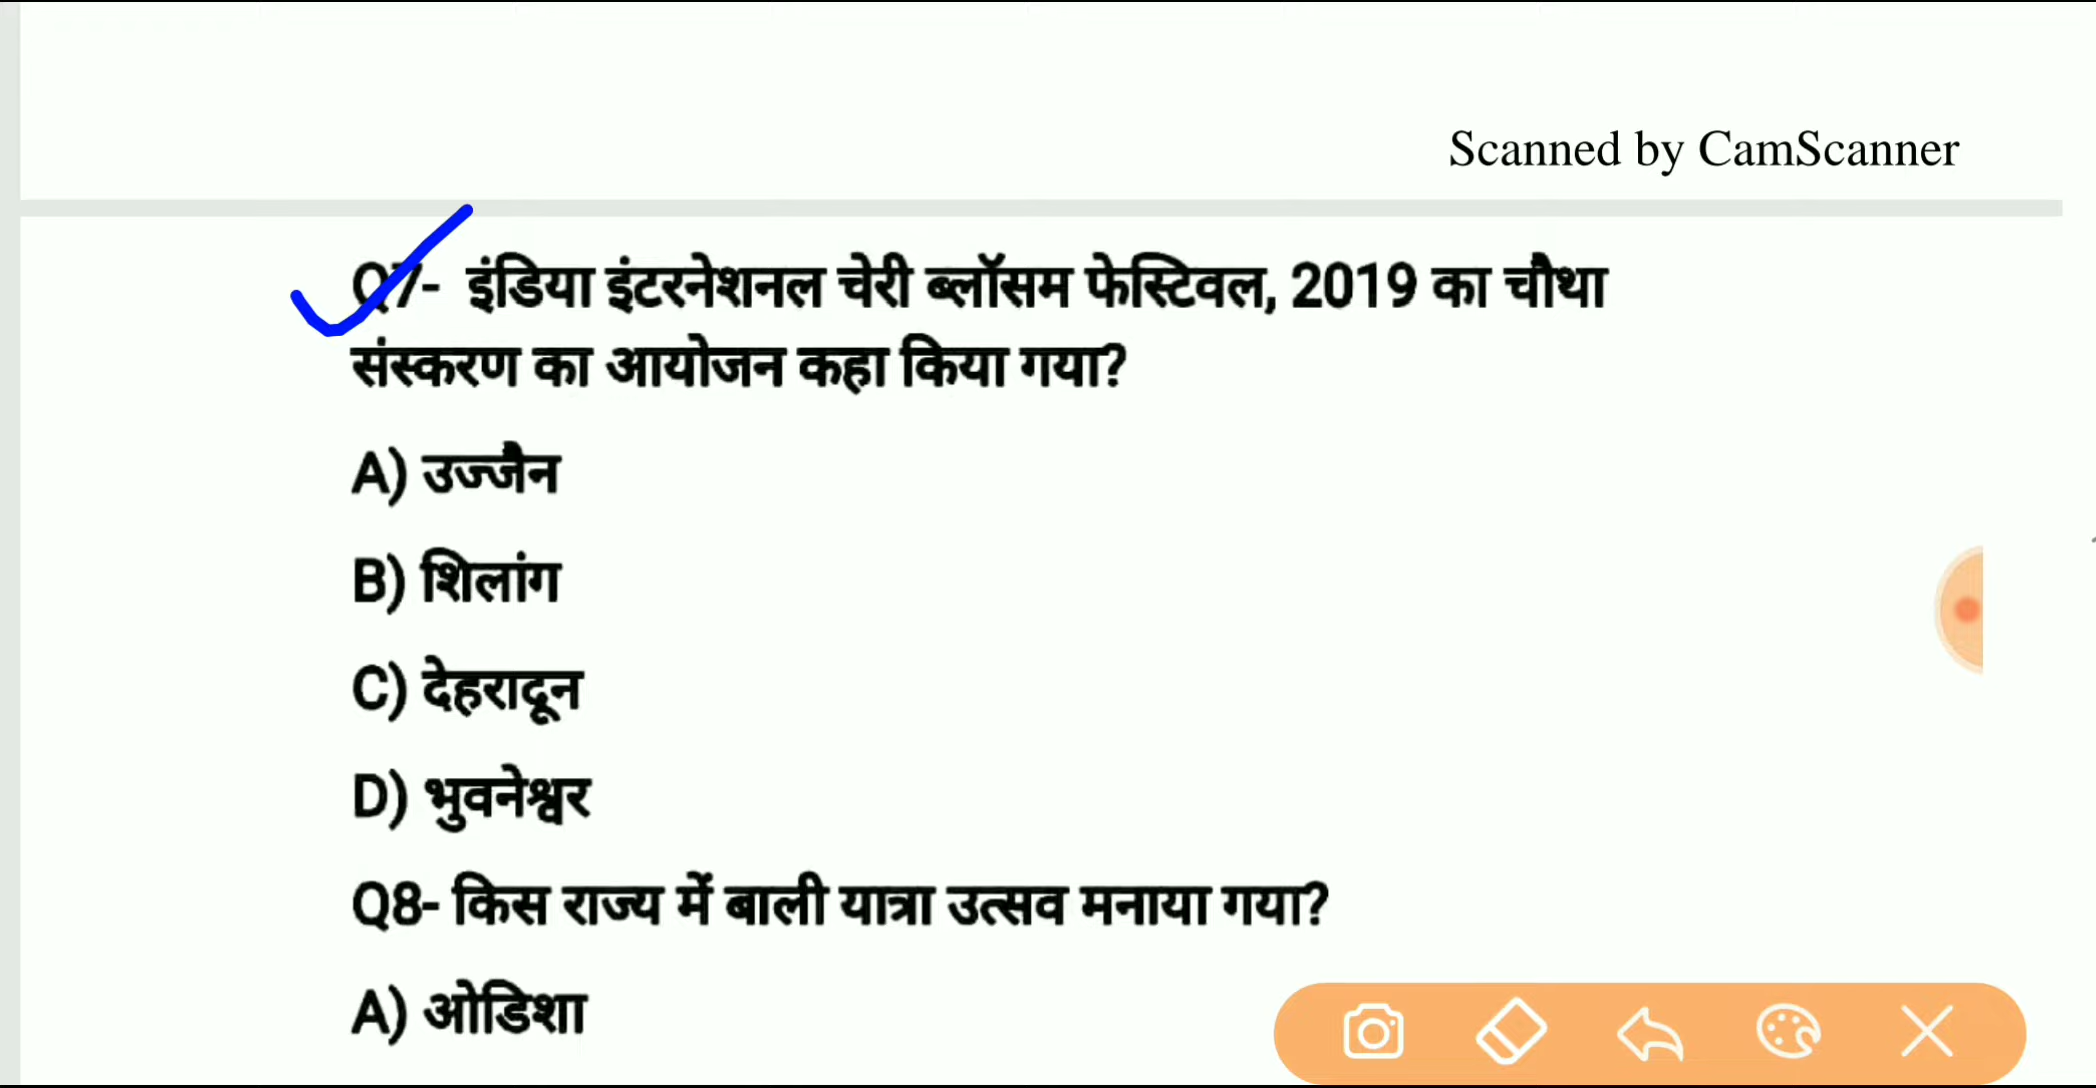 Scanned by CamScanner
Q7- इंडिया इंटरनेशनल चेरी ब्लॉसम फेस्टिवल, 2019 का चौथा
संस्करण का आयोजन कहा किया गया?
A) उज्जैन
B) शिलांग
C) देहरादून
D) भुवनेश्वर
Q8- किस राज्य में बाली यात्रा उत्सव मनाया गया?
A) ओडिशा